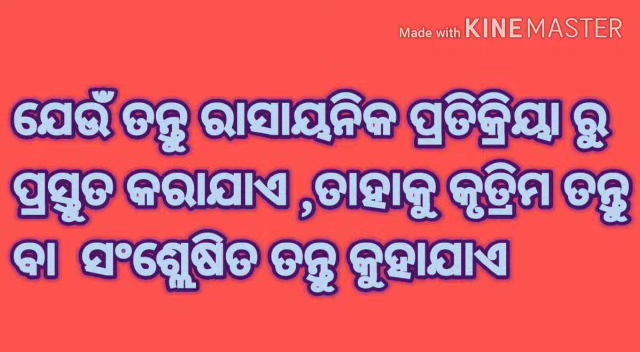 Made with KINEMASTER
ଯେଉଁ ତନ୍ତୁ ରାସାୟନିକ ପ୍ରତିକ୍ରିୟା ରୁ
ପ୍ରସ୍ତୁତ କରାଯାଏ ,ତାହାକୁ କୃତ୍ରିମ ତନ୍ତୁ
ବା ସଂଶ୍ଳେଷିତ ତନ୍ତୁ କୁହାଯାଏ